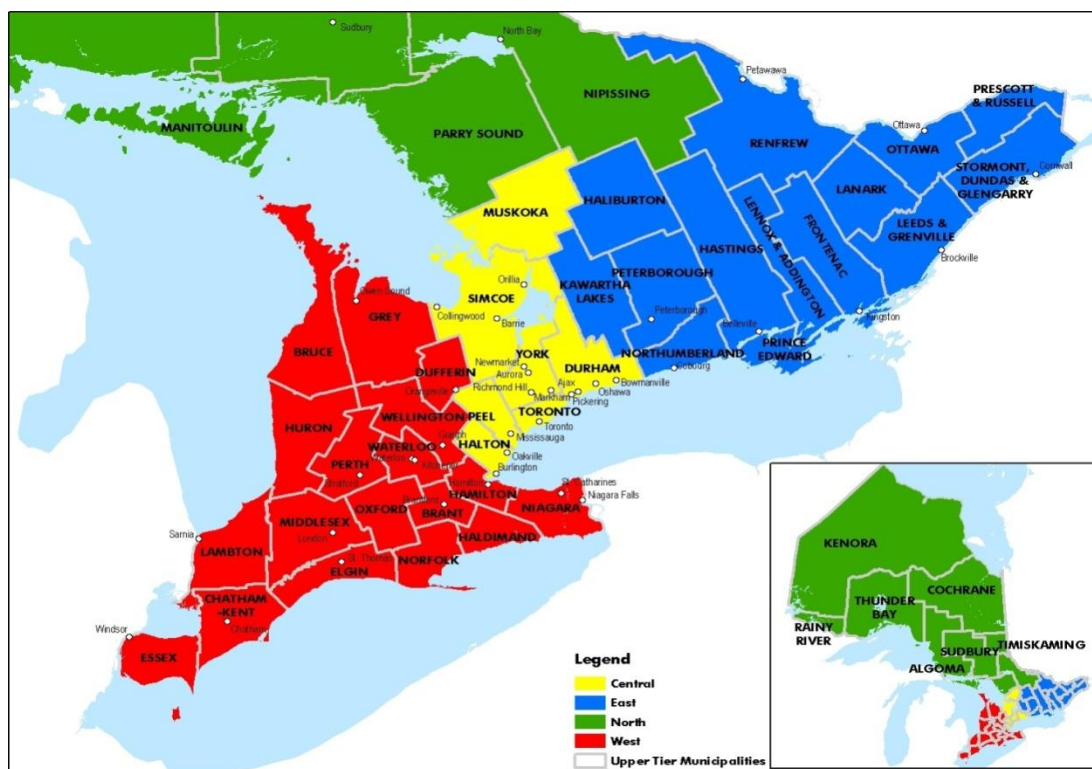 Sudbury
North Bay
Petawawa
NIPISSING
PRESCOTT
& RUSSELL
MANITOULIN
PARRY SOUND
Ottawa
RENFREW
OTTAWA
STORMONT,
DUNDAS &
GLENGARRY
Cornwall
LANARK
HALIBURTON
MUSKOKA
LEEDS &
GRENVILLE
LENNOX & ADDINGTON
FRONTENAC
HASTINGS
Brockville
PETERBOROUGH
KAWARTHA
LAKES
Orillia
SIMCOE
Owen Sound
GREY
Collingwood
Barrie
Peterborough
Kingston
Belleville
PRINCE
EDWARD
BRUCE
YORK
NORTHUMBERLAND
Cobourg
DUFFERIN
Newmarket
Aurora
DURHAM
Orangeville
Richmond Hill
Ajax
Bowmanville
Oshawa
Markham
Pickering
WELLINGTON
PEEL
TORONTO
Toronto
HURON
Guelph
Mississauga
WATERLOO
HALTON
Waterloo
Kitchener
Oakville
PERTH
Stratford
Burlington
Hamilton
HAMILTON
St. Catharines
Niagara Falls
NIAGARA
OXFORD
Brantford
BRANT
MIDDLESEX
London
HALDIMAND
Sarnia
LAMBTON
St. Thomas
ELGIN
NORFOLK
CHATHAM
-KENT
Chatham
Windsor
ESSEX
Legend
Central
East
North
West
Upper Tier Municipalities
KENORA
COCHRANE
THUNDER
BAY
RAINY
RIVER
TIMISKAMING
SUDBURY
ALGOMA